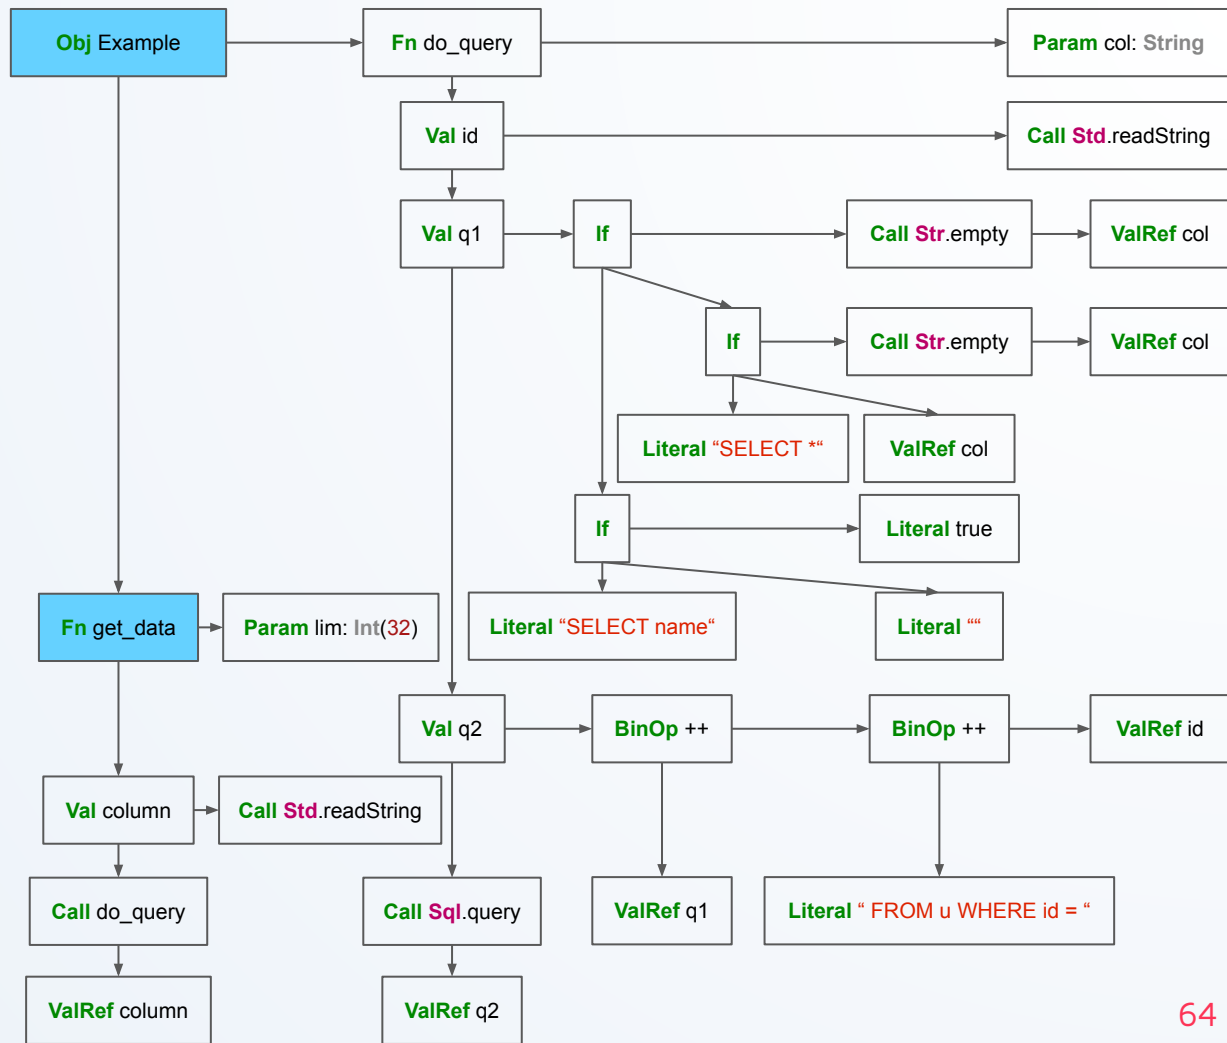 Obj Example
Fn do_query
Param col: String
Val id
Call Std.readString
Val q1
If
Call Str.empty
ValRef col
If
Call Str.empty
ValRef col
Literal “SELECT *“
ValRef col
If
Literal true
Fn get_data
Param lim: Int(32)
Literal “SELECT name“
Literal ““
Val q2
BinOp ++
BinOp ++
ValRef id
Val column
Call Std.readString
Call do_query
Call Sql.query
ValRef q1
Literal “ FROM u WHERE id = “
ValRef column
ValRef q2
64